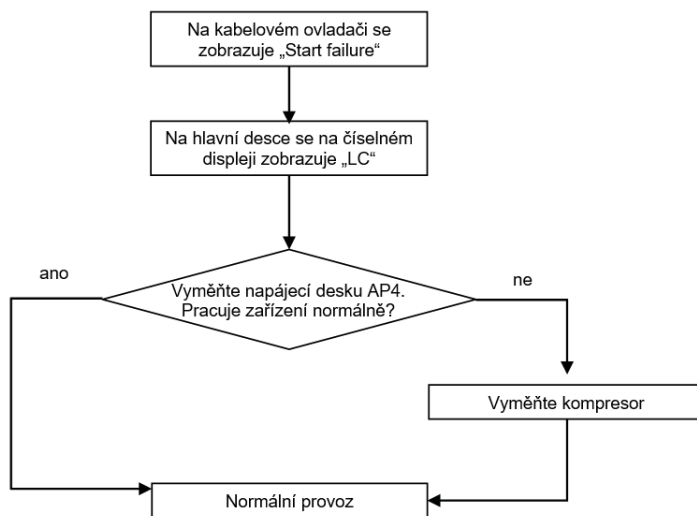 Na kabelovém ovladači se
zobrazuje „Start failure“
Na hlavní desce se na číselném
displeji zobrazuje „LC“
ano
Vyměňte napájecí desku AP4.
Pracuje zařízení normálně?
ne
Vyměňte kompresor
Normální provoz